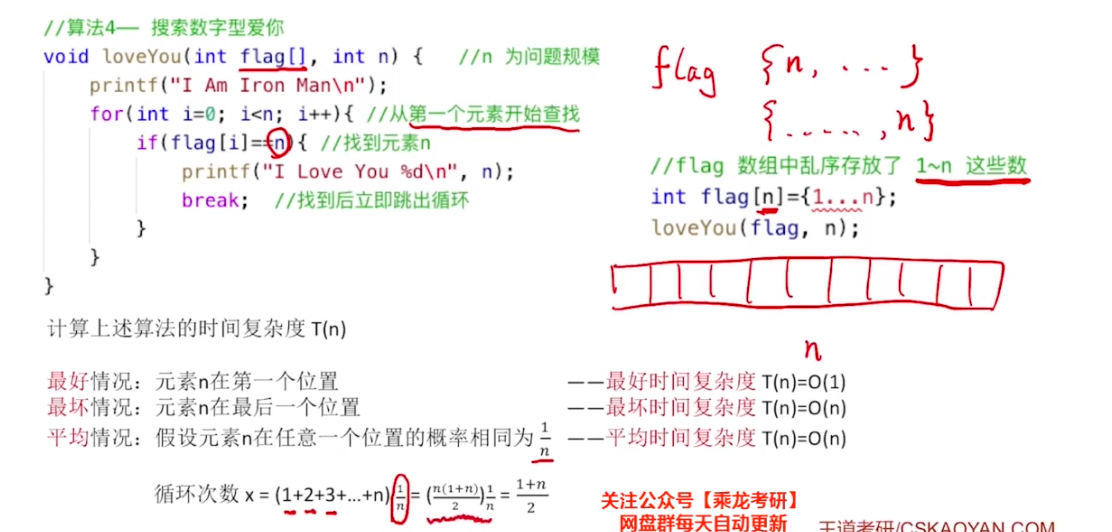 //算法4—— 搜索数字型爱你
void loveYou(int flag[], int n) {   //n 为问题规模
    printf("I Am Iron Man\n");
    for(int i=0; i<n; i++){ //从第一个元素开始查找
        if(flag[i]==n){ //找到元素n
            printf("I Love You %d\n", n);
            break;  //找到后立即跳出循环
        }
    }
}
flag {n, ...}
{......,n}
//flag 数组中乱序存放了 1~n 这些数
int flag[n]={1...n};
loveYou(flag, n);
n
计算上述算法的时间复杂度 T(n)
最好情况：元素n在第一个位置 ——最好时间复杂度 T(n)=O(1)
最坏情况：元素n在最后一个位置 ——最坏时间复杂度 T(n)=O(n)
平均情况：假设元素n在任意一个位置的概率相同为 1/n ——平均时间复杂度 T(n)=O(n)
循环次数 x = (1+2+3+...+n) 1/n = (n(1+n)/2) 1/n = (1+n)/2
关注公众号【乘龙考研】
网盘群每天自动更新
王道考研/CSKAOYAN.COM